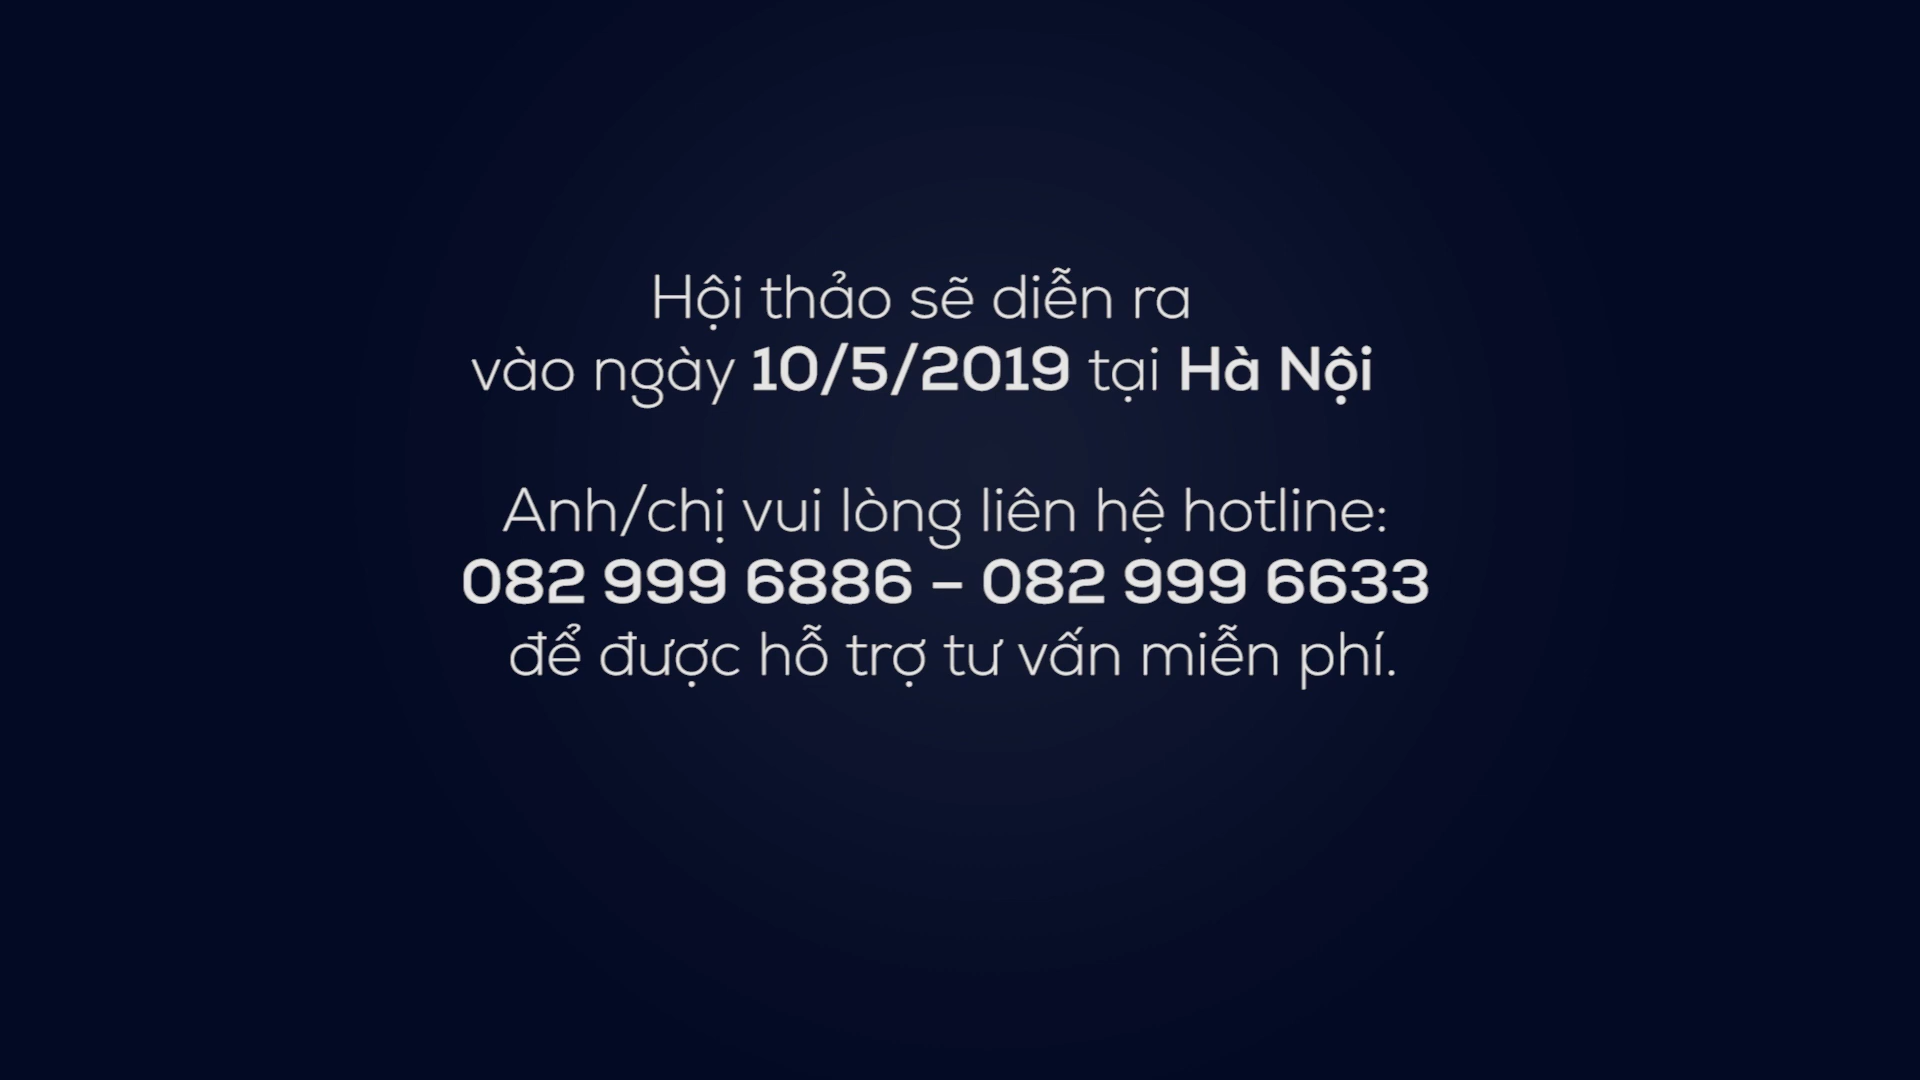 Hội thảo sẽ diễn ra
vào ngày 10/5/2019 tại Hà Nội
Anh/chị vui lòng liên hệ hotline:
082 999 6886 – 082 999 6633
để được hỗ trợ tư vấn miễn phí.